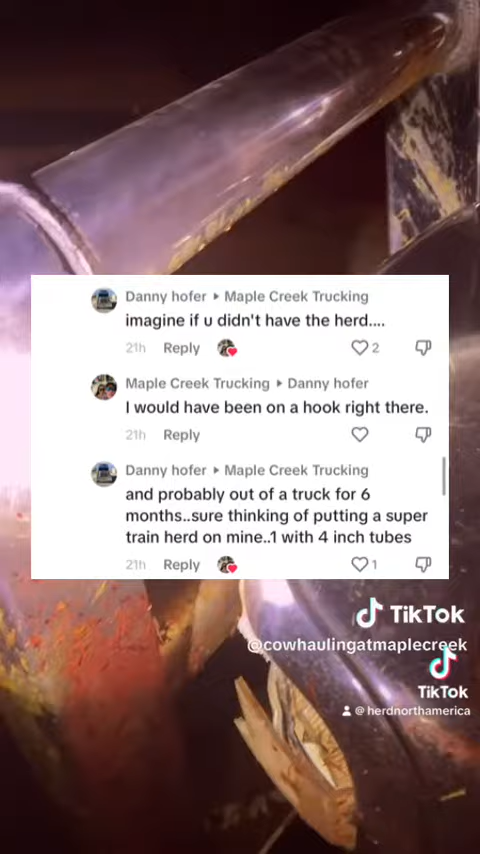 Danny hofer ▸ Maple Creek Trucking
imagine if u didn't have the herd....
21h Reply 2
Maple Creek Trucking ▸ Danny hofer
I would have been on a hook right there.
21h Reply
Danny hofer ▸ Maple Creek Trucking
and probably out of a truck for 6
months..sure thinking of putting a super
train herd on mine..1 with 4 inch tubes
21h Reply 1
TikTok
@cowhaulingatmaplecreek
TikTok
@herdnorthamerica